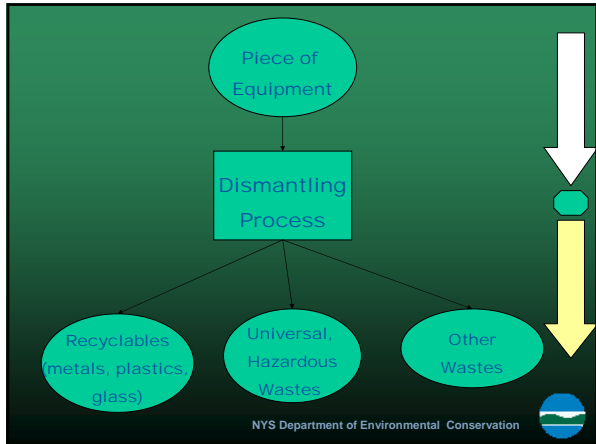 Piece of
Equipment
Dismantling
Process
Recyclables
(metals, plastics,
glass)
Universal,
Hazardous
Wastes
Other
Wastes
NYS Department of Environmental Conservation